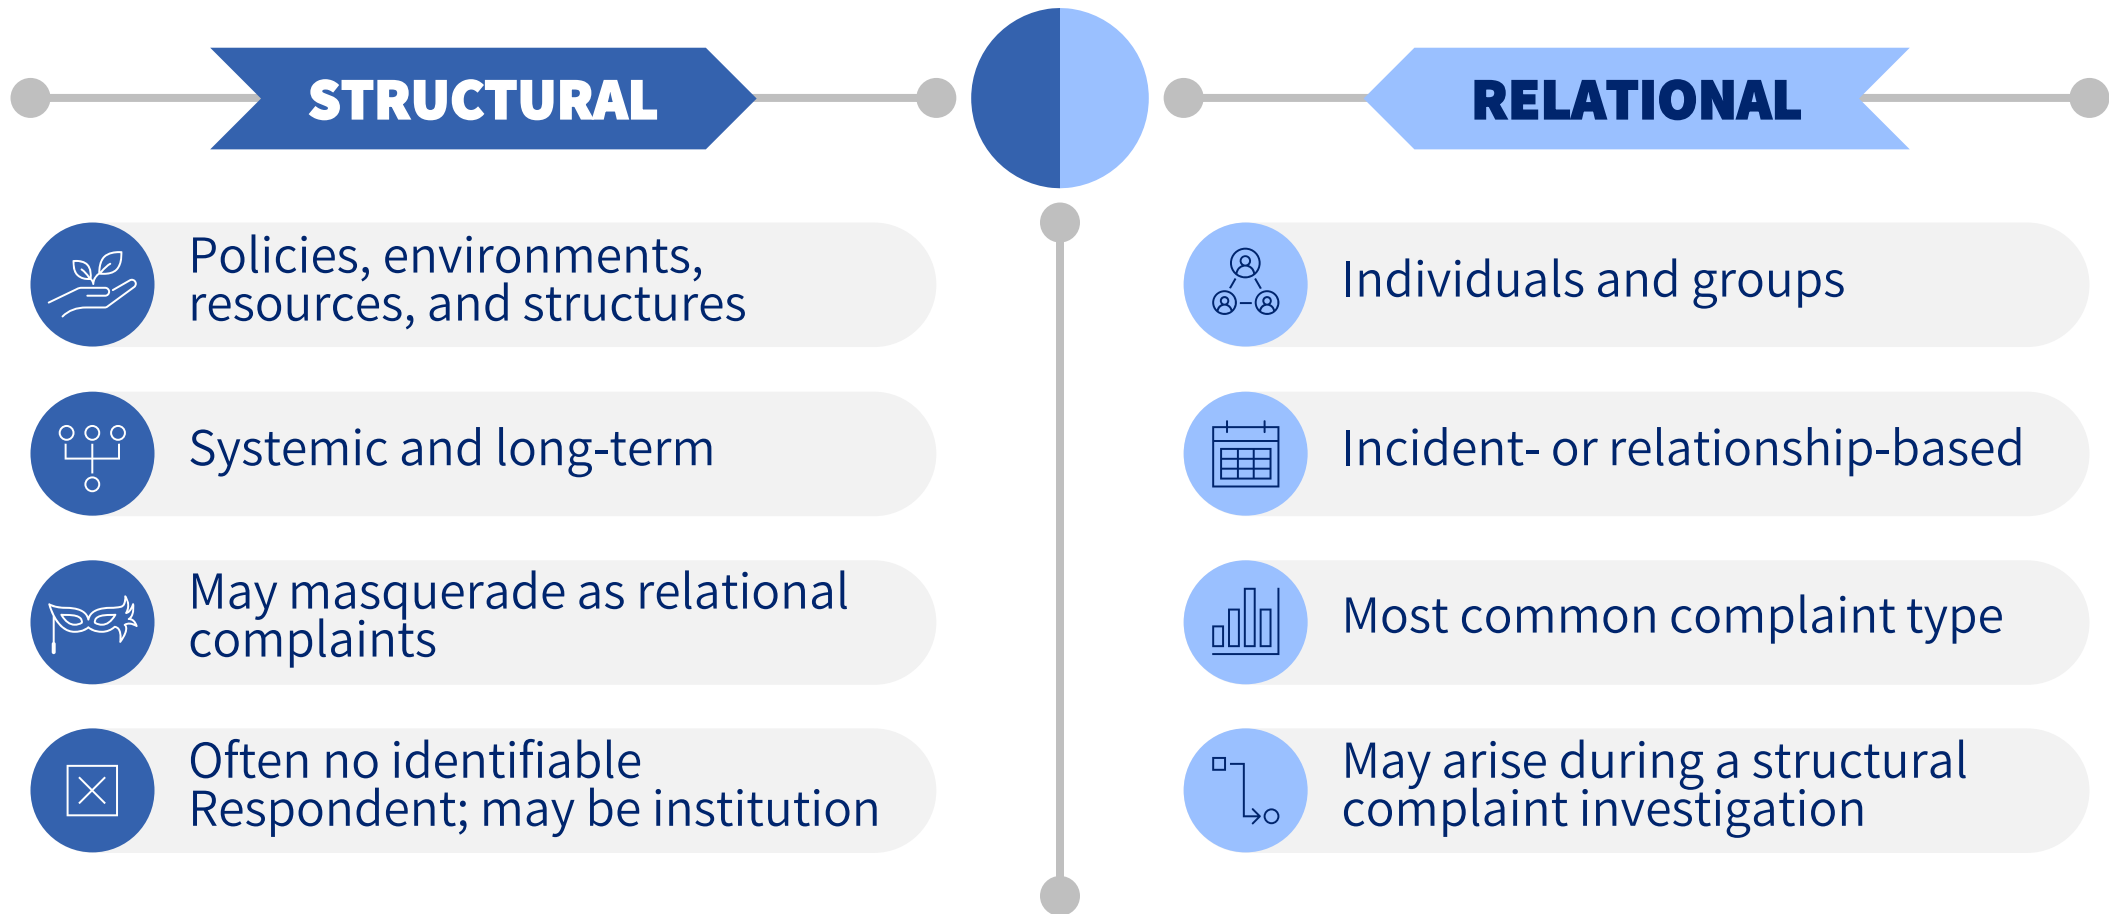 STRUCTURAL
Policies, environments,
resources, and structures
Systemic and long-term
May masquerade as relational
complaints
Often no identifiable
Respondent; may be institution
RELATIONAL
Individuals and groups
Incident- or relationship-based
Most common complaint type
May arise during a structural
complaint investigation